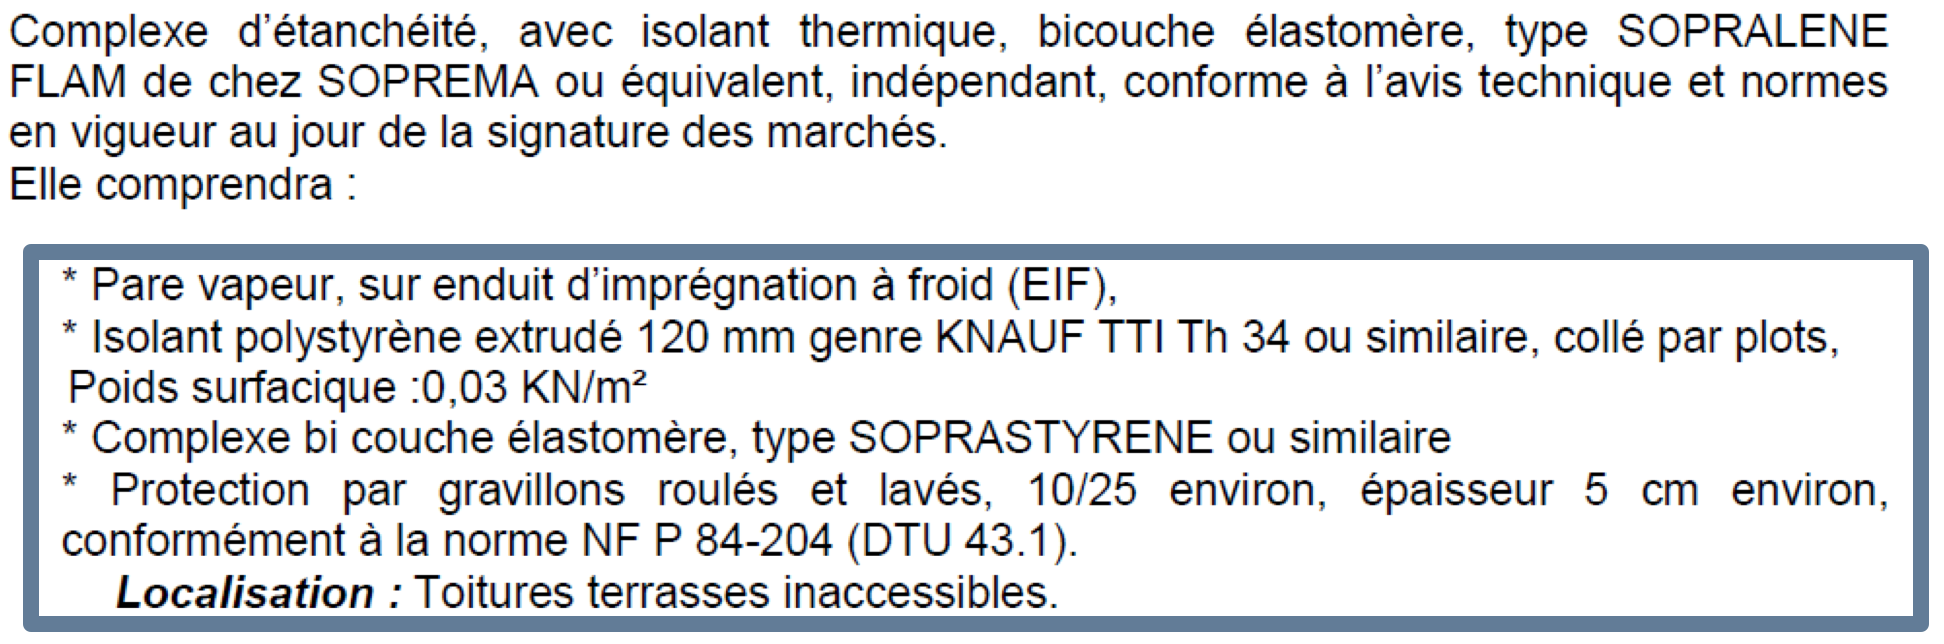 Complexe d’étanchéité, avec isolant thermique, bicouche élastomère, type SOPRALENE
FLAM de chez SOPREMA ou équivalent, indépendant, conforme à l’avis technique et normes
en vigueur au jour de la signature des marchés.
Elle comprendra :
* Pare vapeur, sur enduit d’imprégnation à froid (EIF),
* Isolant polystyrène extrudé 120 mm genre KNAUF TTI Th 34 ou similaire, collé par plots,
Poids surfacique :0,03 KN/m²
* Complexe bi couche élastomère, type SOPRASTYRENE ou similaire
* Protection par gravillons roulés et lavés, 10/25 environ, épaisseur 5 cm environ,
conformément à la norme NF P 84-204 (DTU 43.1).
Localisation : Toitures terrasses inaccessibles.